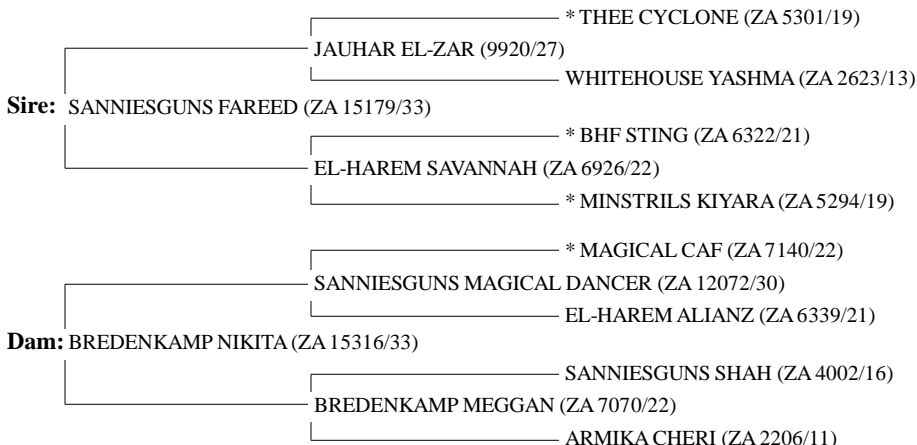 * THEE CYCLONE (ZA 5301/19)
JAUHAR EL-ZAR (9920/27)
WHITEHOUSE YASHMA (ZA 2623/13)
Sire: SANNIESGUNS FAREED (ZA 15179/33)
* BHF STING (ZA 6322/21)
EL-HAREM SAVANNAH (ZA 6926/22)
* MINSTRILS KIYARA (ZA 5294/19)
* MAGICAL CAF (ZA 7140/22)
SANNIESGUNS MAGICAL DANCER (ZA 12072/30)
EL-HAREM ALIANZ (ZA 6339/21)
Dam: BREDENKAMP NIKITA (ZA 15316/33)
SANNIESGUNS SHAH (ZA 4002/16)
BREDENKAMP MEGGAN (ZA 7070/22)
ARMIKA CHERI (ZA 2206/11)